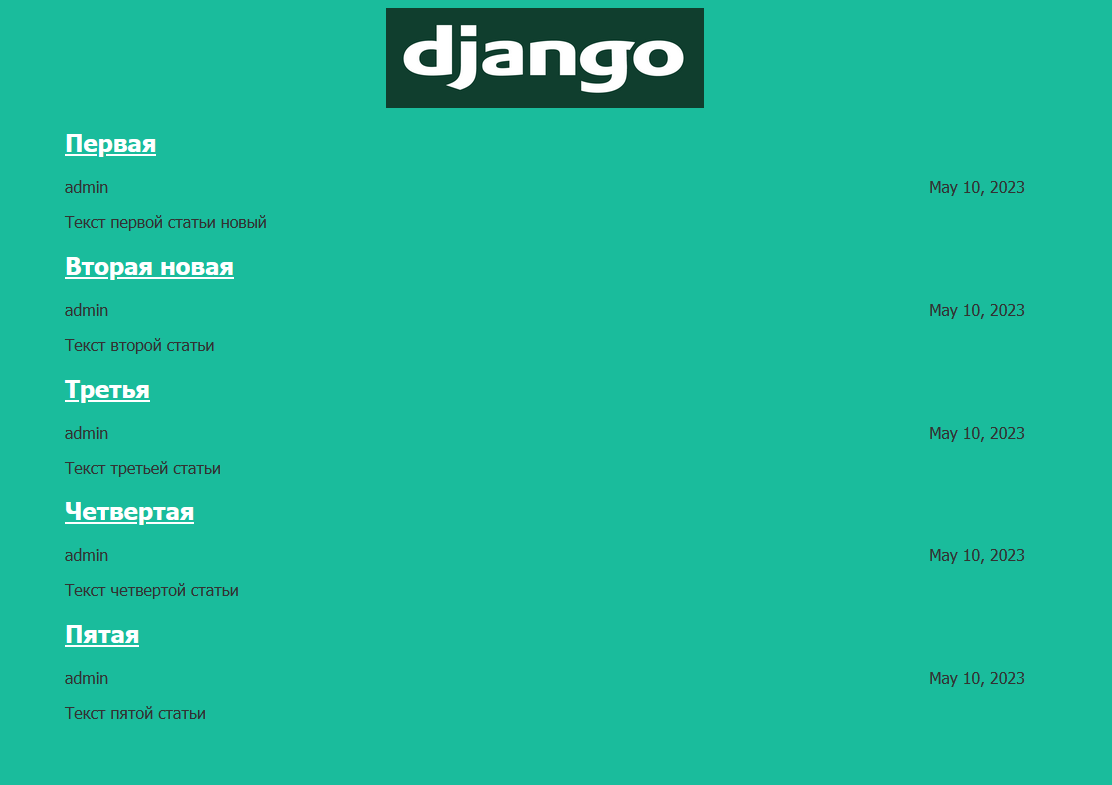 django
Первая
admin May 10, 2023
Текст первой статьи новый
Вторая новая
admin May 10, 2023
Текст второй статьи
Третья
admin May 10, 2023
Текст третьей статьи
Четвертая
admin May 10, 2023
Текст четвертой статьи
Пятая
admin May 10, 2023
Текст пятой статьи